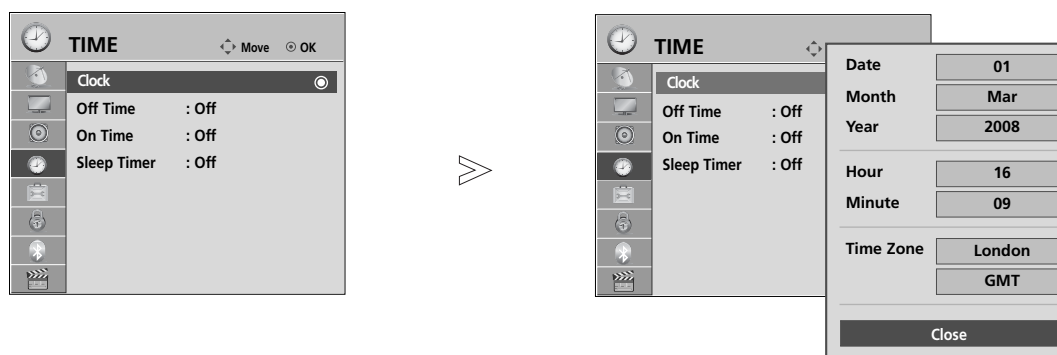 TIME
Move OK
Clock
Off Time : Off
On Time : Off
Sleep Timer : Off
TIME
Clock
Off Time : Off
On Time : Off
Sleep Timer : Off
Date 01
Month Mar
Year 2008
Hour 16
Minute 09
Time Zone London
GMT
Close